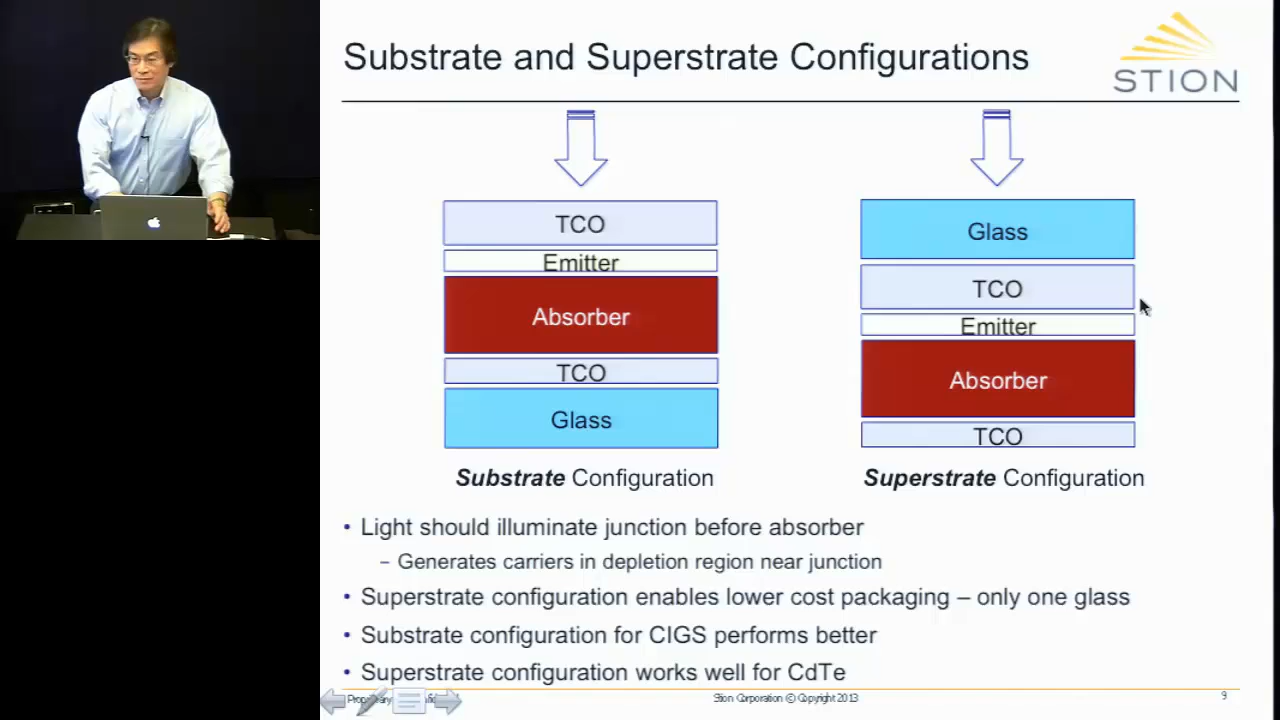 Substrate and Superstrate Configurations
STION
TCO
Emitter
Absorber
TCO
Glass
Substrate Configuration
Glass
TCO
Emitter
Absorber
TCO
Superstrate Configuration
• Light should illuminate junction before absorber
– Generates carriers in depletion region near junction
• Superstrate configuration enables lower cost packaging – only one glass
• Substrate configuration for CIGS performs better
• Superstrate configuration works well for CdTe
Stion Corporation © Copyright 2013
9